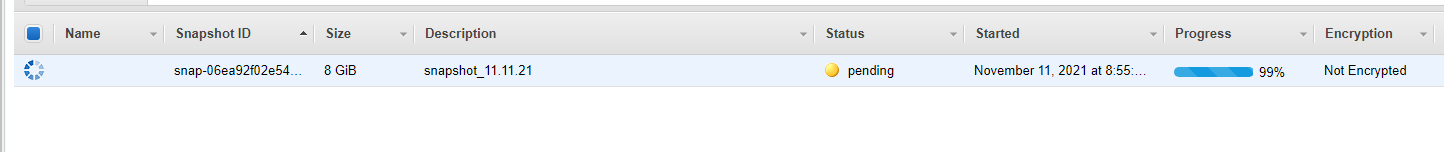 Name Snapshot ID Size Description Status Started Progress Encryption
snap-06ea92f02e54... 8 GiB snapshot_11.11.21 pending November 11, 2021 at 8:55:... 99% Not Encrypted